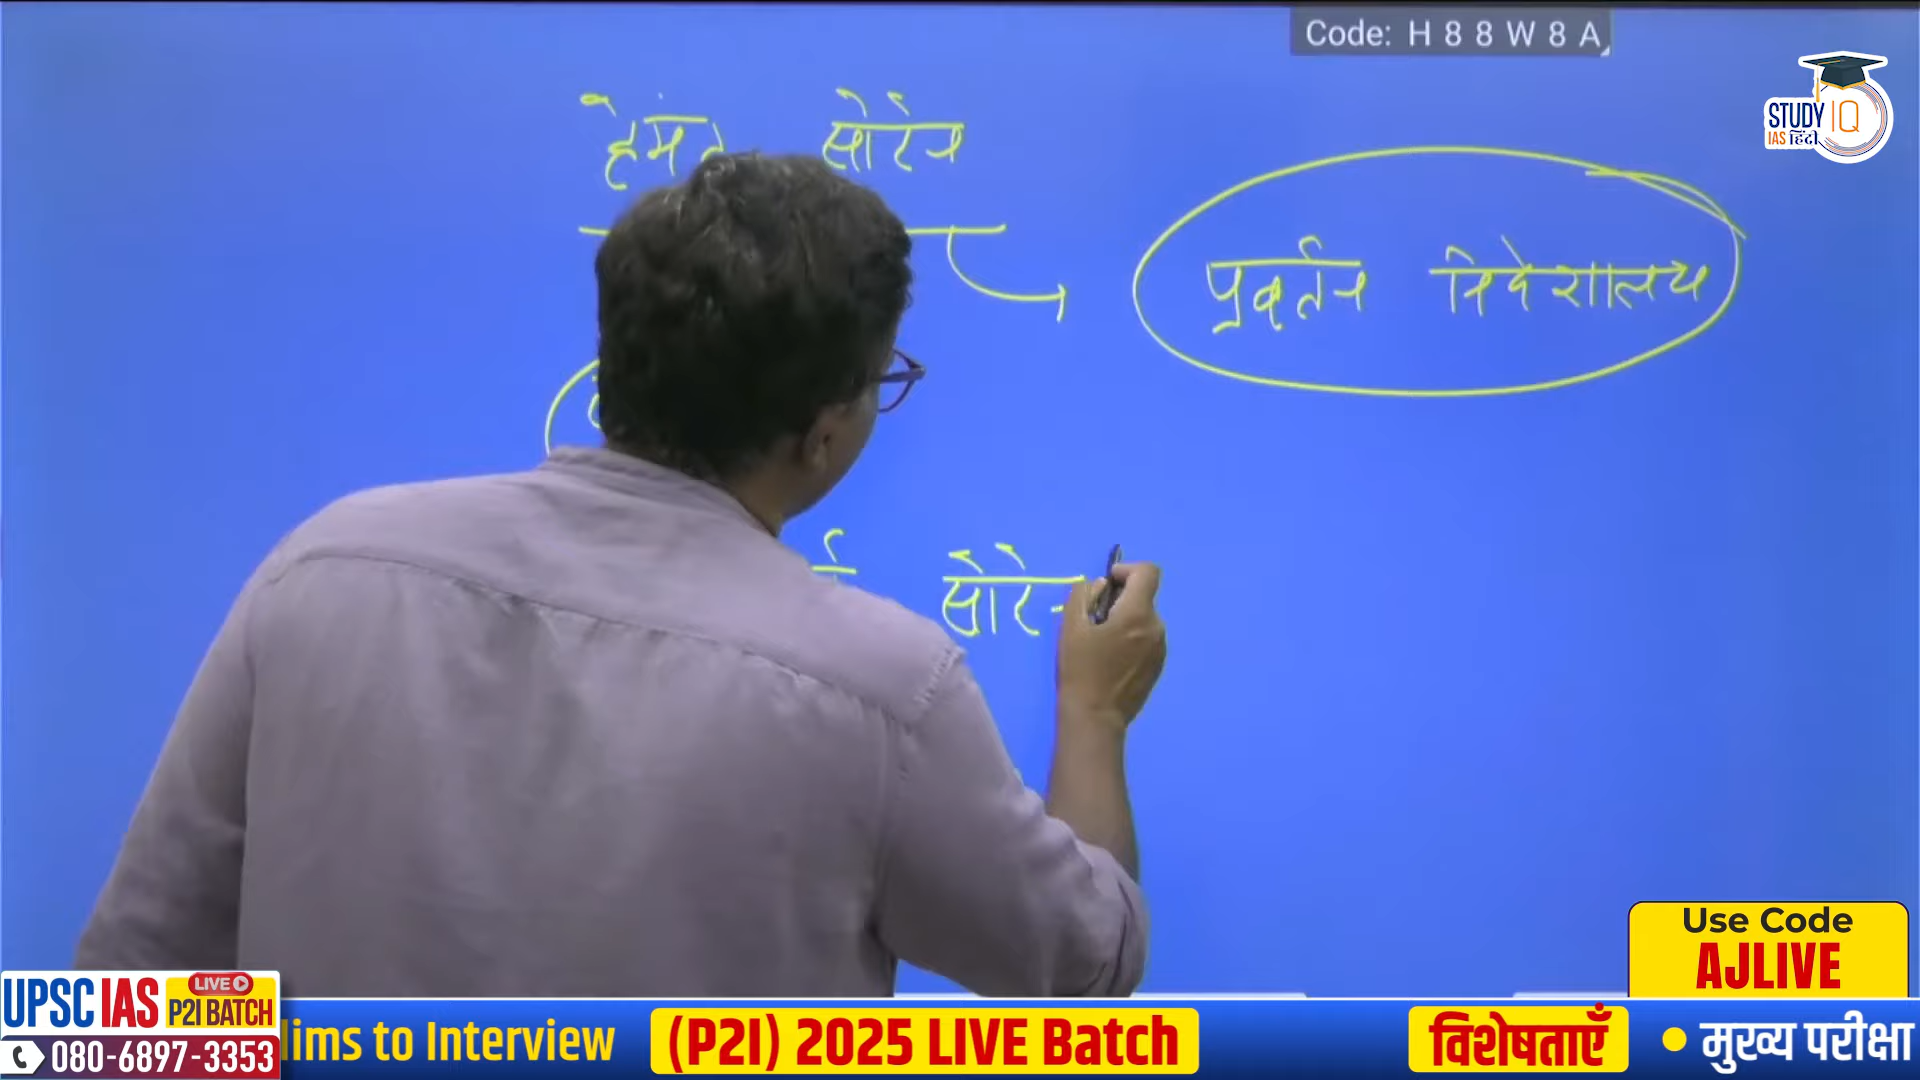 Code: H 8 8 W 8 A
STUDY IQ
IAS हिंदी
हेमंत सोरेन
प्रवर्तन निदेशालय
सोरेन
Use Code
AJLIVE
UPSC IAS LIVE P2I BATCH
080-6897-3353
lims to Interview
(P2I) 2025 LIVE Batch
विशेषताएँ
• मुख्य परीक्षा